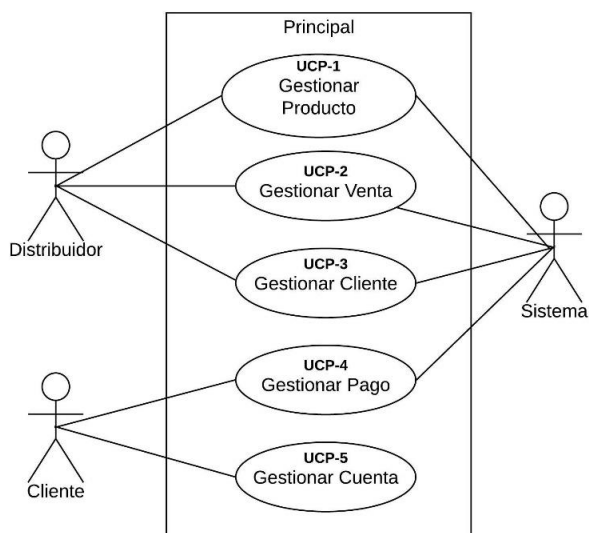 Principal
UCP-1
Gestionar
Producto
UCP-2
Gestionar Venta
Distribuidor
UCP-3
Gestionar Cliente
Sistema
UCP-4
Gestionar Pago
Cliente
UCP-5
Gestionar Cuenta